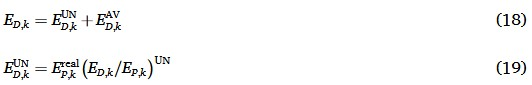 E_{D,k} = E_{D,k}^{UN} + E_{D,k}^{AV} (18)
E_{D,k}^{UN} = E_{P,k}^{real} (E_{D,k}/E_{P,k})^{UN} (19)